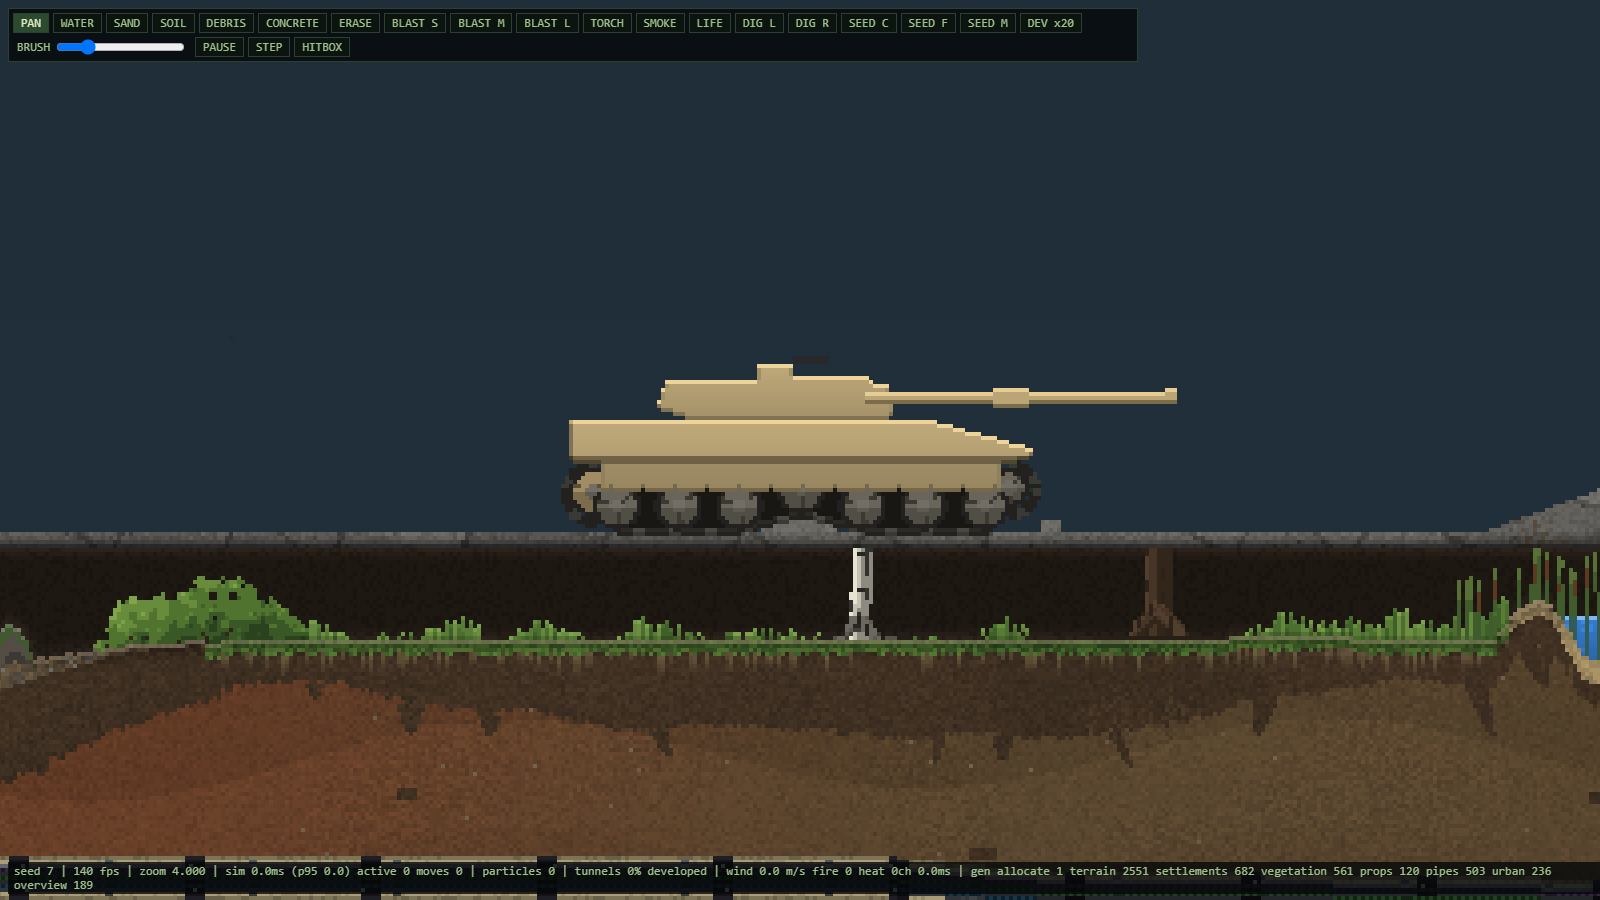 PAN WATER SAND SOIL DEBRIS CONCRETE ERASE BLAST S BLAST M BLAST L TORCH SMOKE LIFE DIG L DIG R SEED C SEED F SEED M DEV x20
BRUSH PAUSE STEP HITBOX
seed 7 | 140 fps | zoom 4.000 | sim 0.0ms (p95 0.0) active 0 moves 0 | particles 0 | tunnels 0% developed | wind 0.0 m/s fire 0 heat 0ch 0.0ms | gen allocate 1 terrain 2551 settlements 682 vegetation 561 props 120 pipes 503 urban 236
overview 189